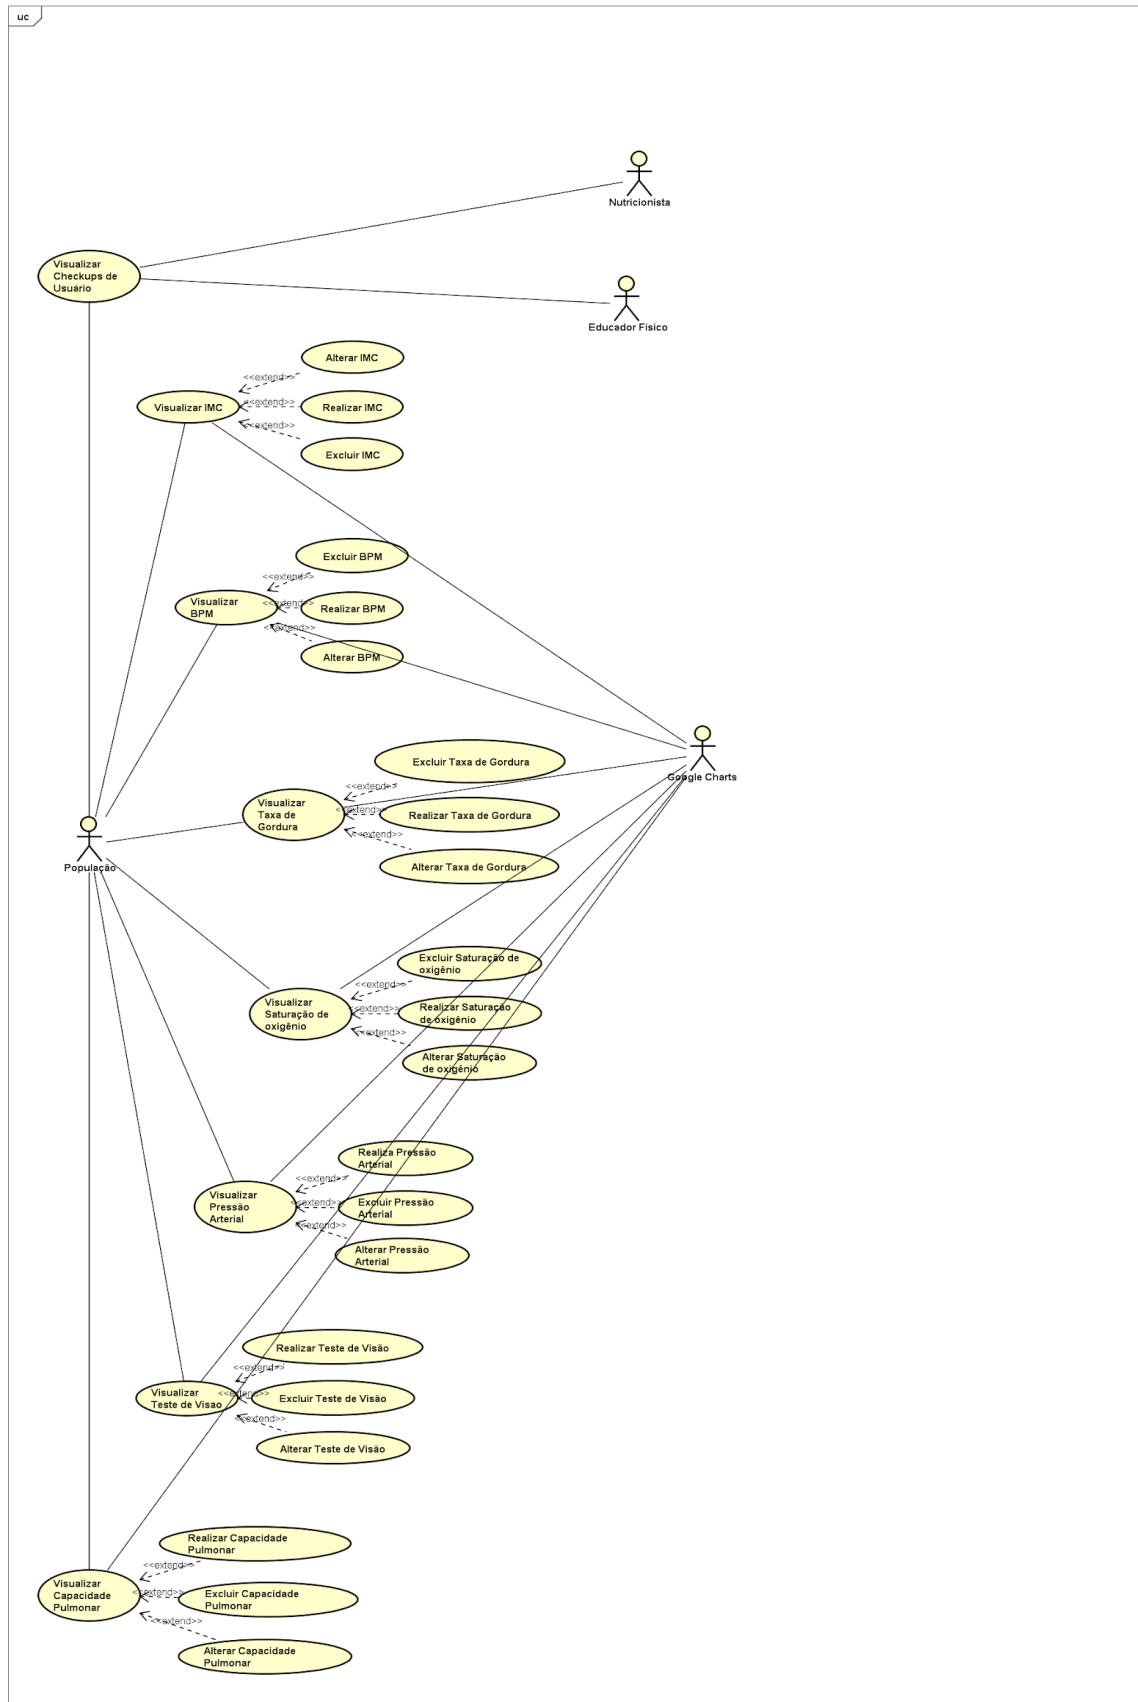 uc
Nutricionista
Visualizar
Checkups de
Usuário
Educador Físico
Alterar IMC
<<extend>>
Visualizar IMC
<<extend>>
Realizar IMC
<<extend>>
Excluir IMC
Excluir BPM
<<extend>>
Visualizar
BPM
<<extend>>
Realizar BPM
<<extend>>
Alterar BPM
Excluir Taxa de Gordura
Google Charts
<<extend>>
Visualizar
Taxa de
Gordura
<<extend>>
Realizar Taxa de Gordura
<<extend>>
Alterar Taxa de Gordura
População
Excluir Saturação de
oxigênio
<<extend>>
Visualizar
Saturação de
oxigênio
<<extend>>
Realizar Saturação
de oxigênio
<<extend>>
Alterar Saturação
de oxigênio
Realiza Pressão
Arterial
<<extend>>
Visualizar
Pressão
Arterial
<<extend>>
Excluir Pressão
Arterial
<<extend>>
Alterar Pressão
Arterial
Realizar Teste de Visão
<<extend>>
Visualizar
Teste de Visao
<<extend>>
Excluir Teste de Visão
<<extend>>
Alterar Teste de Visão
Realizar Capacidade
Pulmonar
<<extend>>
Visualizar
Capacidade
Pulmonar
<<extend>>
Excluir Capacidade
Pulmonar
<<extend>>
Alterar Capacidade
Pulmonar